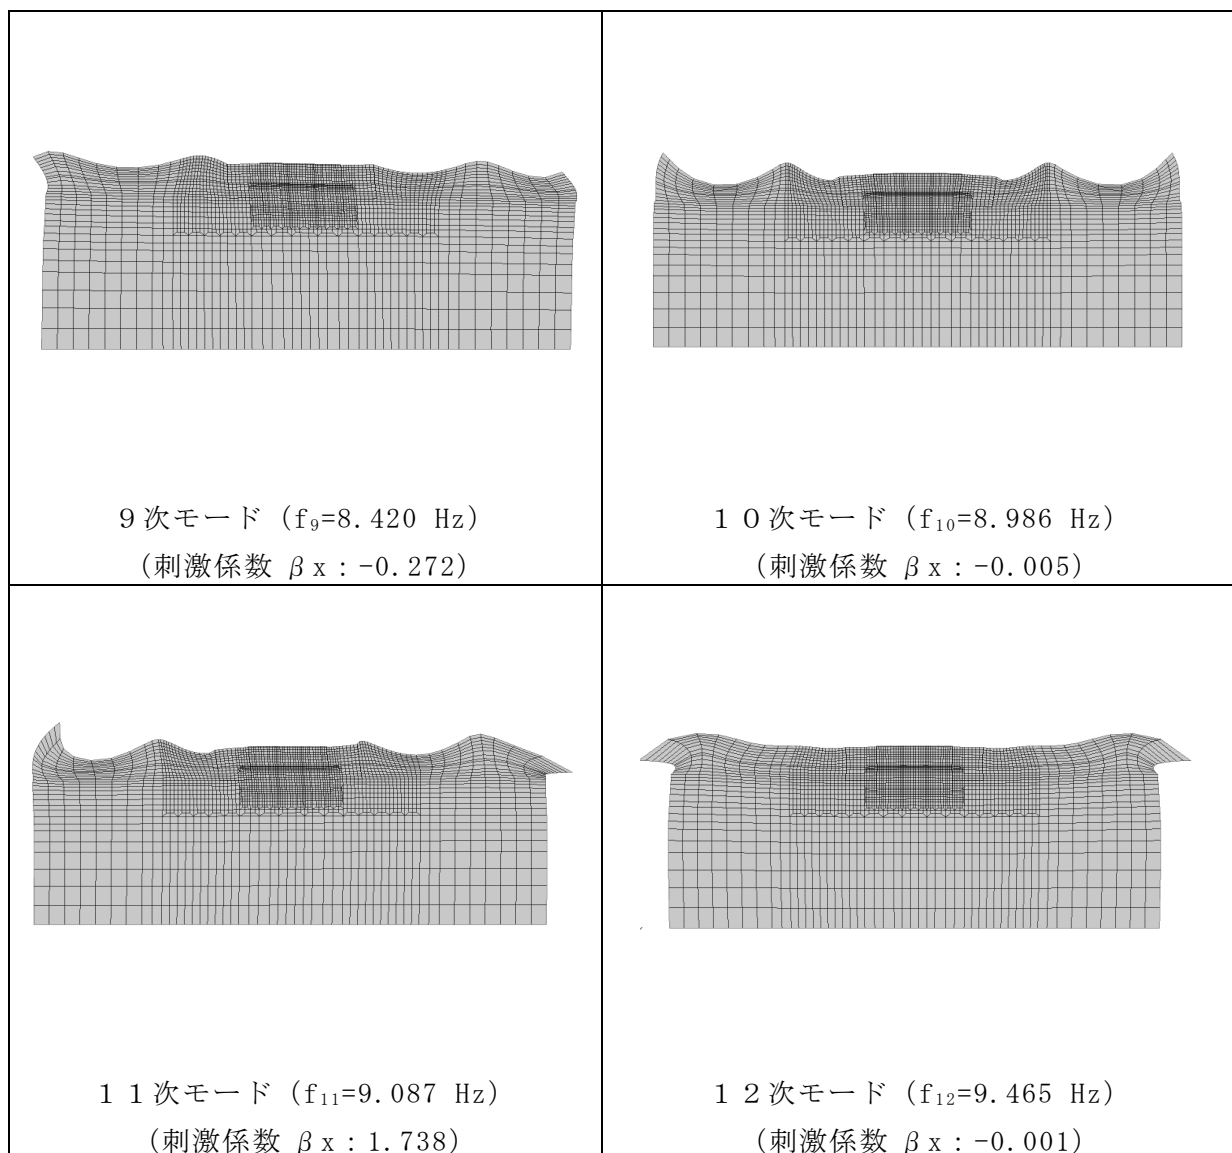 ９次モード (f₉=8.420 Hz)
(刺激係数 βx：-0.272)
１０次モード (f₁₀=8.986 Hz)
(刺激係数 βx：-0.005)
１１次モード (f₁₁=9.087 Hz)
(刺激係数 βx：1.738)
１２次モード (f₁₂=9.465 Hz)
(刺激係数 βx：-0.001)